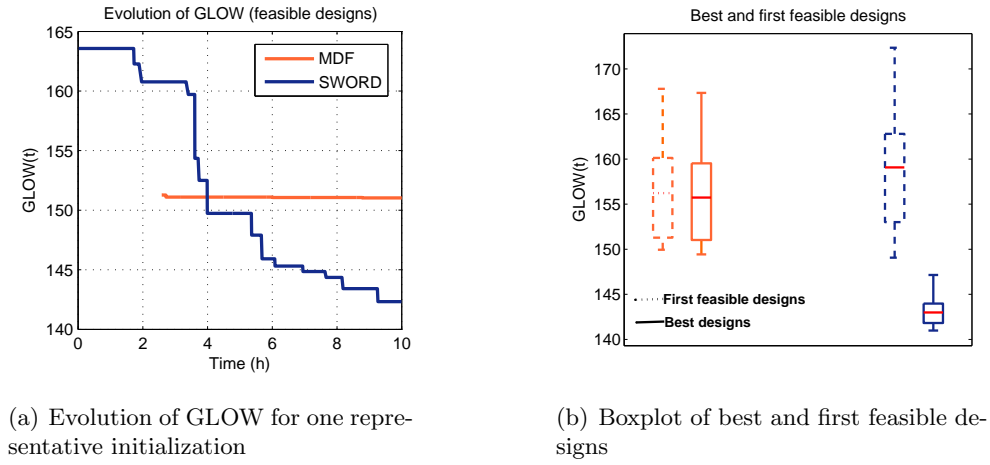 Evolution of GLOW (feasible designs)
165
160
155
150
145
140
GLOW(t)
MDF
SWORD
0 2 4 6 8 10
Time (h)
(a) Evolution of GLOW for one repre-
sentative initialization
Best and first feasible designs
170
165
160
155
150
145
140
GLOW(t)
First feasible designs
Best designs
(b) Boxplot of best and first feasible de-
signs